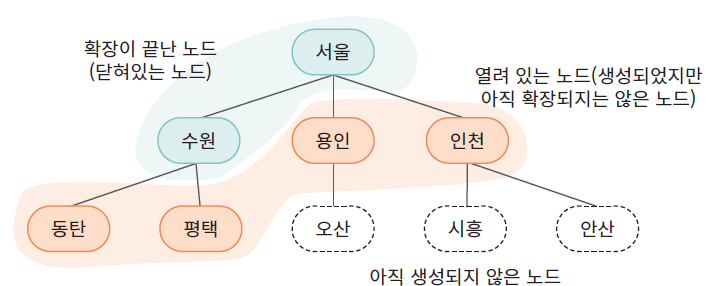 확장이 끝난 노드
(닫혀있는 노드)
서울
열려 있는 노드(생성되었지만
아직 확장되지는 않은 노드)
수원
용인
인천
동탄
평택
오산
시흥
안산
아직 생성되지 않은 노드